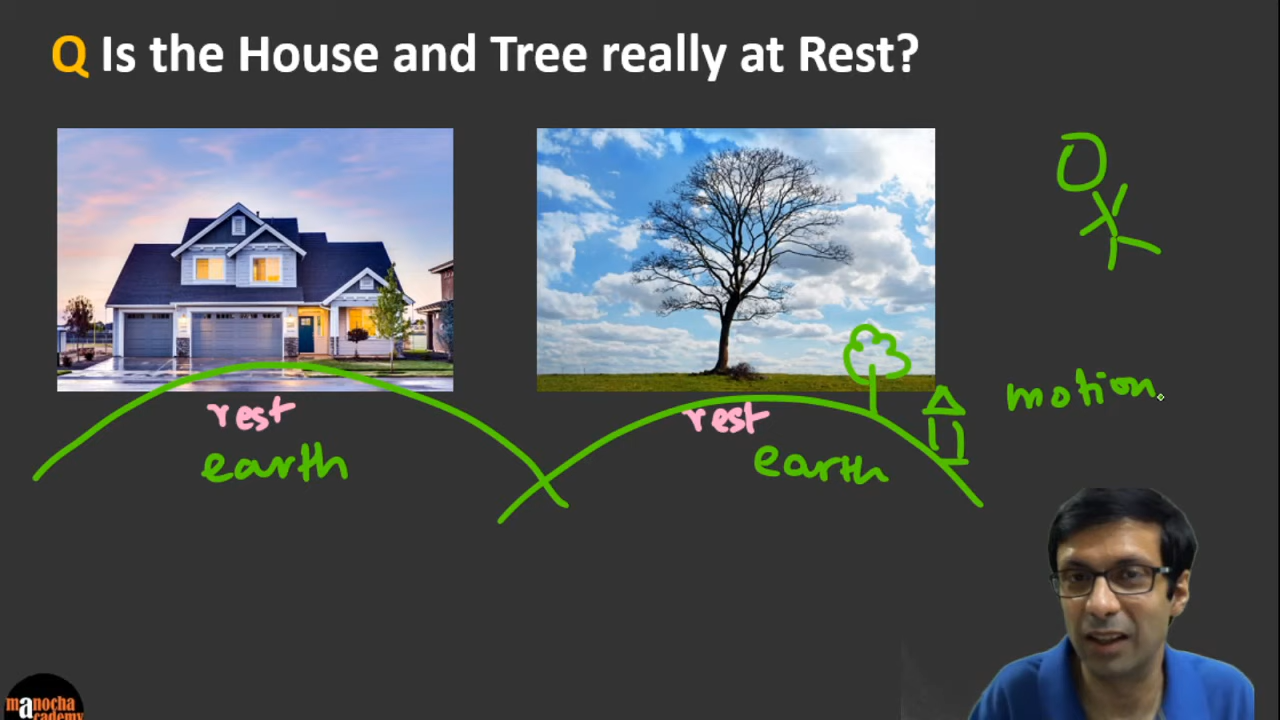 Q Is the House and Tree really at Rest?
rest
earth
rest
earth
motion
manocha
academy